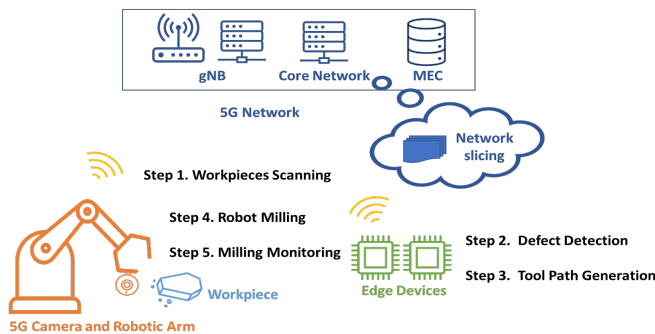 gNB
Core Network
MEC
5G Network
Network
slicing
Step 1. Workpieces Scanning
Step 4. Robot Milling
Step 5. Milling Monitoring
Step 2. Defect Detection
Step 3. Tool Path Generation
Workpiece
Edge Devices
5G Camera and Robotic Arm